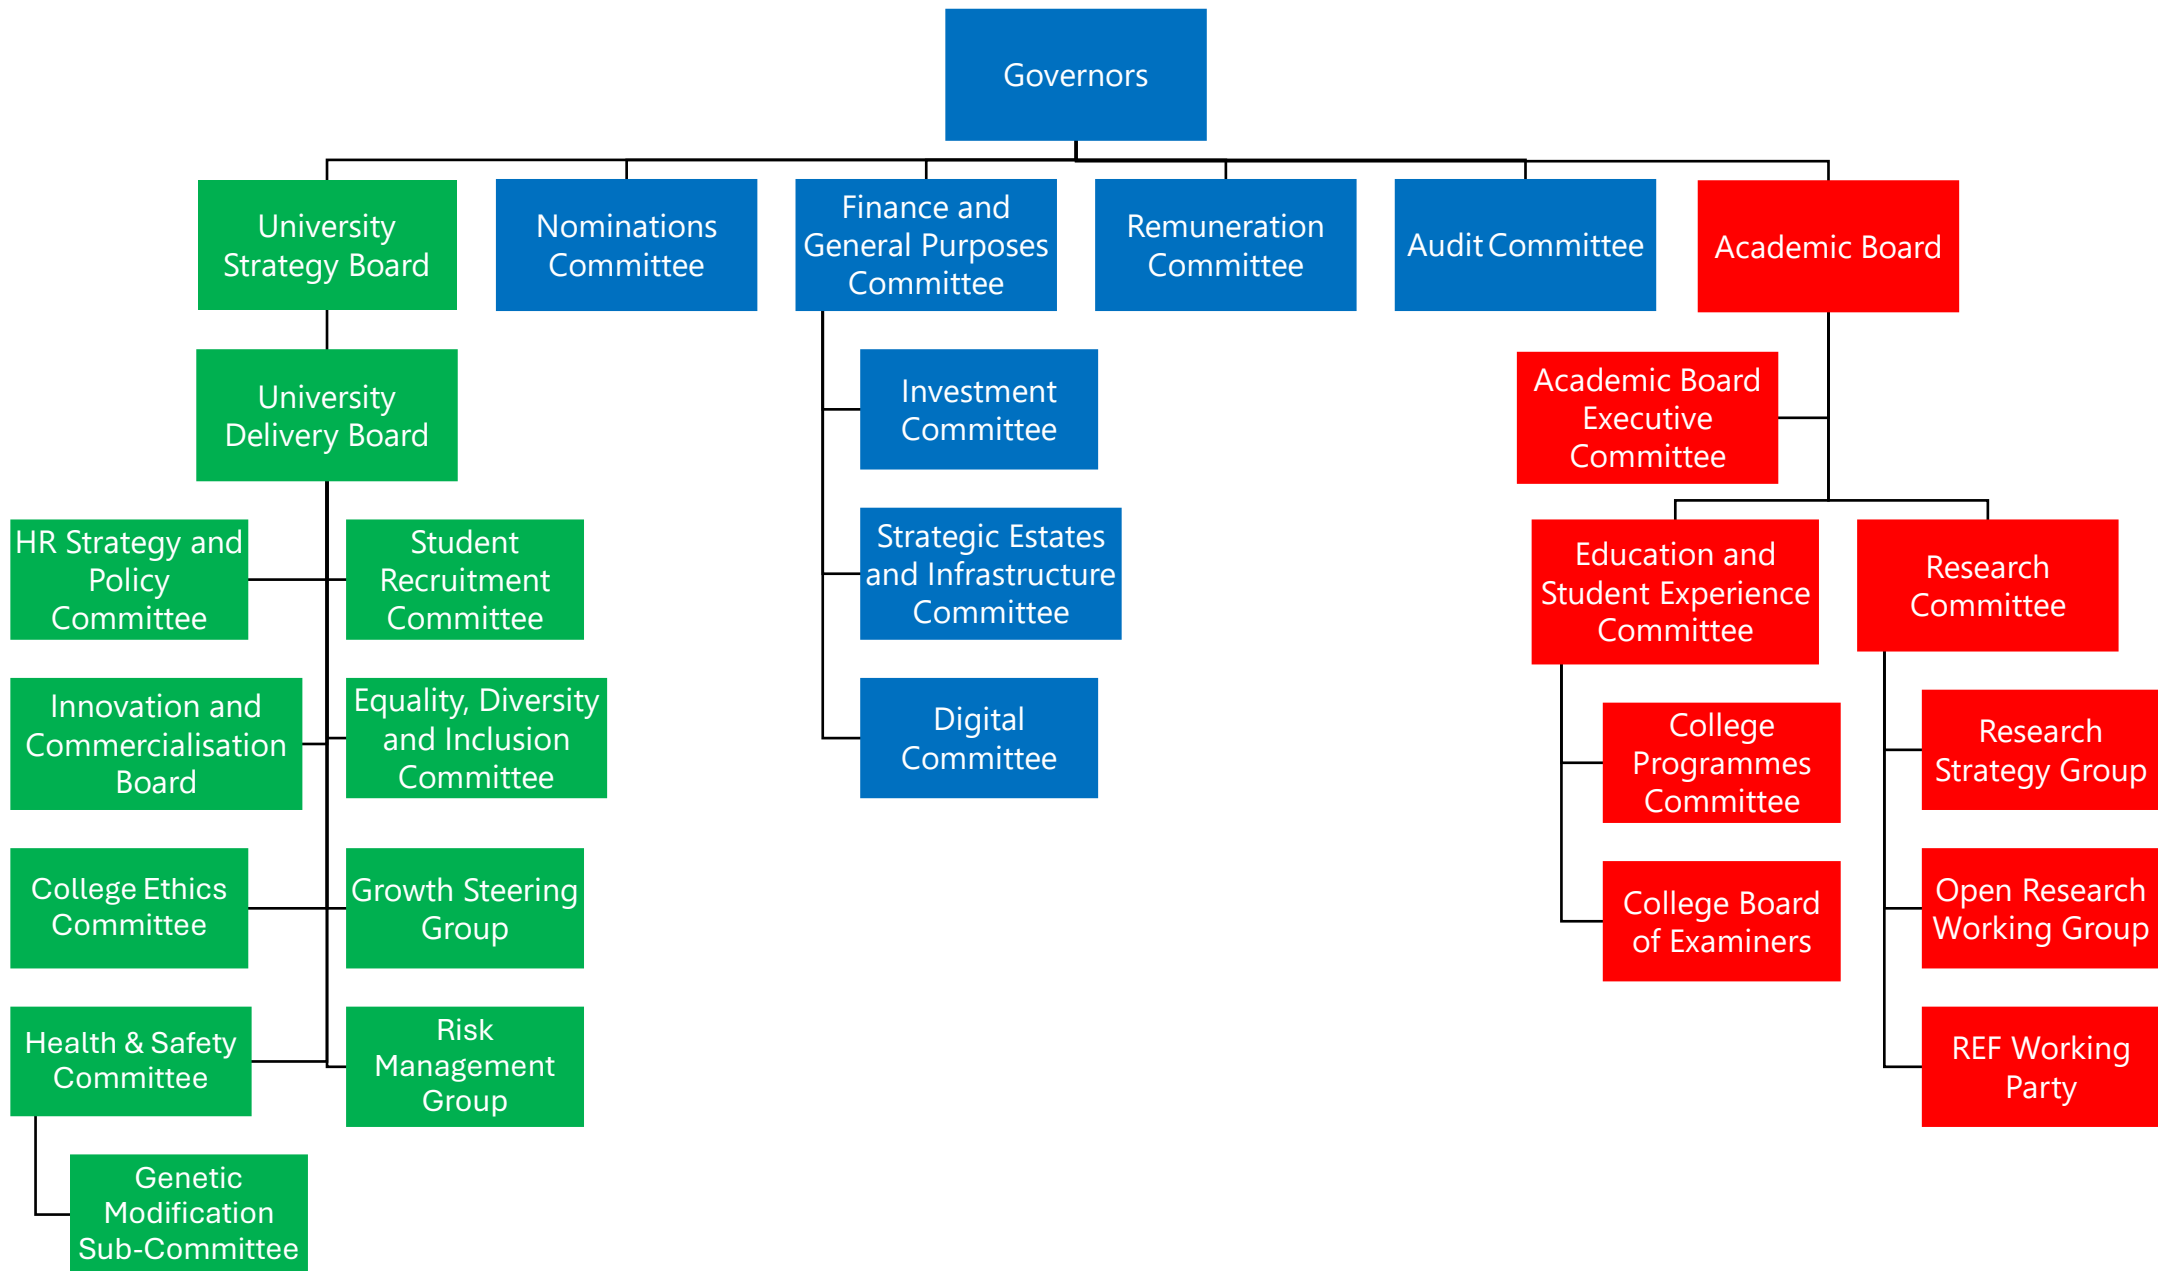 Governors
University
Strategy Board
Nominations
Committee
Finance and
General Purposes
Committee
Remuneration
Committee
Audit Committee
Academic Board
University
Delivery Board
Investment
Committee
Academic Board
Executive
Committee
HR Strategy and
Policy
Committee
Student
Recruitment
Committee
Strategic Estates
and Infrastructure
Committee
Education and
Student Experience
Committee
Research
Committee
Innovation and
Commercialisation
Board
Equality, Diversity
and Inclusion
Committee
Digital
Committee
College
Programmes
Committee
Research
Strategy Group
College Ethics
Committee
Growth Steering
Group
College Board
of Examiners
Open Research
Working Group
Health & Safety
Committee
Risk
Management
Group
REF Working
Party
Genetic
Modification
Sub-Committee